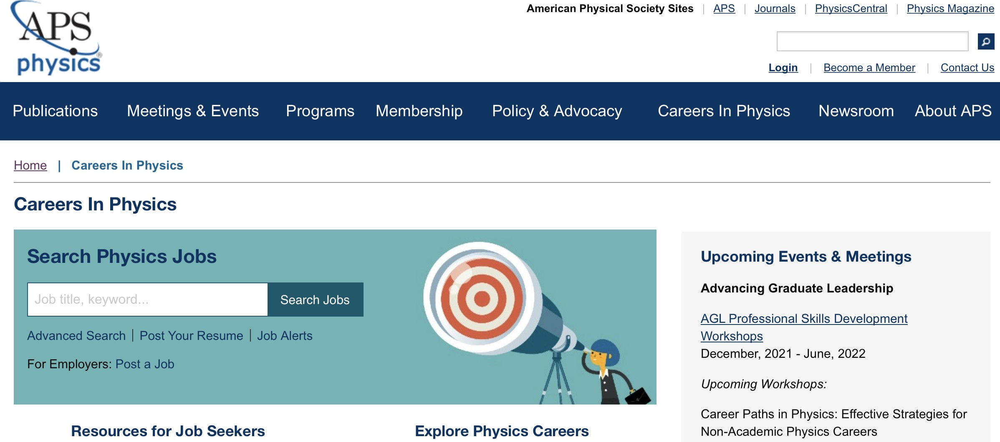 APS
physics®
American Physical Society Sites | APS | Journals | PhysicsCentral | Physics Magazine
Login | Become a Member | Contact Us
Publications Meetings & Events Programs Membership Policy & Advocacy Careers In Physics Newsroom About APS
Home | Careers In Physics
Careers In Physics
Search Physics Jobs
Job title, keyword...
Search Jobs
Advanced Search | Post Your Resume | Job Alerts
For Employers: Post a Job
Resources for Job Seekers
Explore Physics Careers
Upcoming Events & Meetings
Advancing Graduate Leadership
AGL Professional Skills Development
Workshops
December, 2021 - June, 2022
Upcoming Workshops:
Career Paths in Physics: Effective Strategies for
Non-Academic Physics Careers